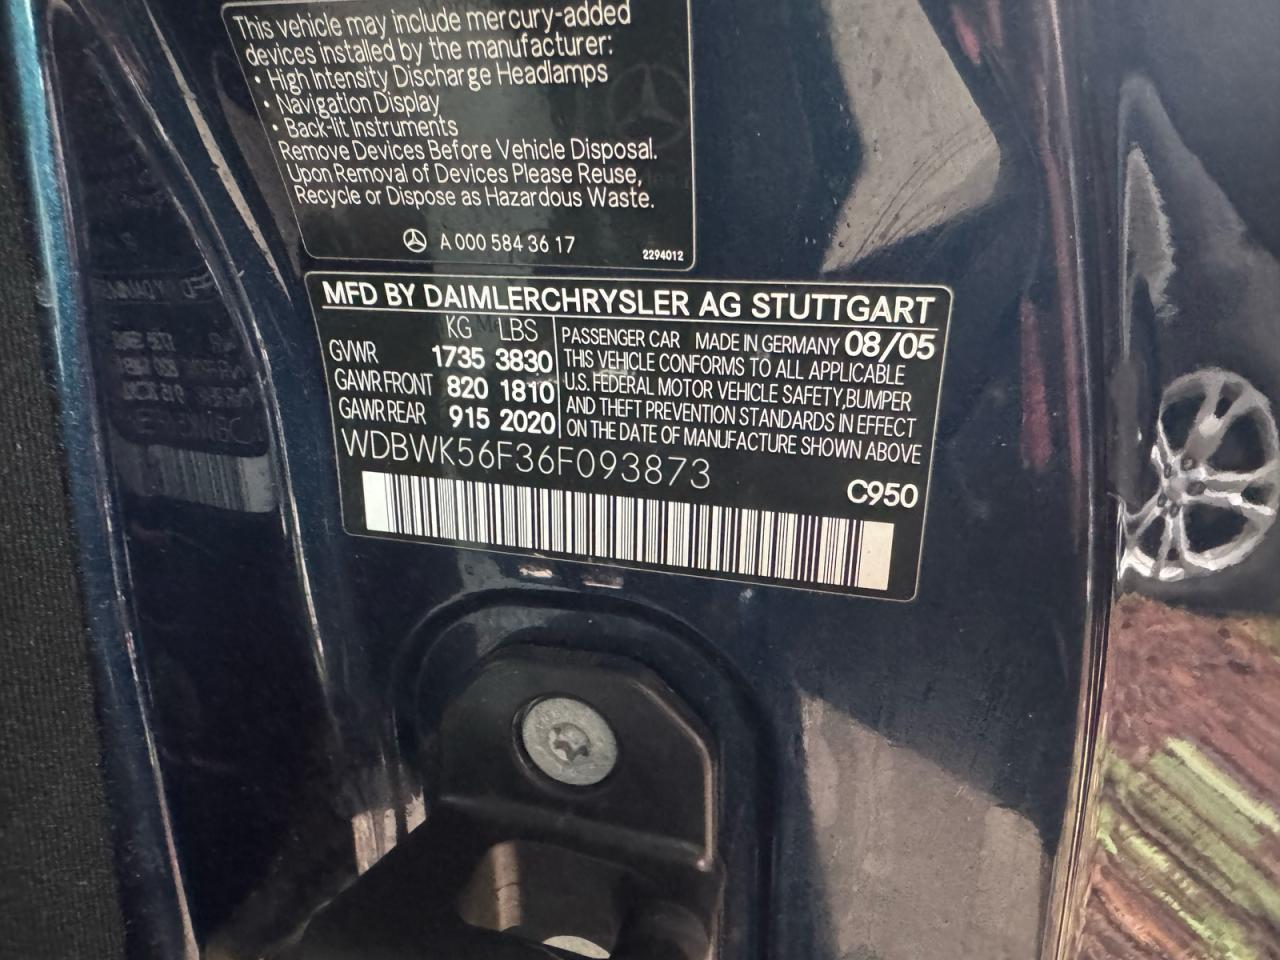 This vehicle may include mercury-added
devices installed by the manufacturer:
• High Intensity Discharge Headlamps
• Navigation Display
• Back-lit Instruments
Remove Devices Before Vehicle Disposal.
Upon Removal of Devices Please Reuse,
Recycle or Dispose as Hazardous Waste.
A 000 584 36 17
2294012
MFD BY DAIMLERCHRYSLER AG STUTTGART
KG LBS
GVWR 1735 3830
GAWR FRONT 820 1810
GAWR REAR 915 2020
PASSENGER CAR MADE IN GERMANY 08/05
THIS VEHICLE CONFORMS TO ALL APPLICABLE
U.S. FEDERAL MOTOR VEHICLE SAFETY,BUMPER
AND THEFT PREVENTION STANDARDS IN EFFECT
ON THE DATE OF MANUFACTURE SHOWN ABOVE
WDBWK56F36F093873
C950